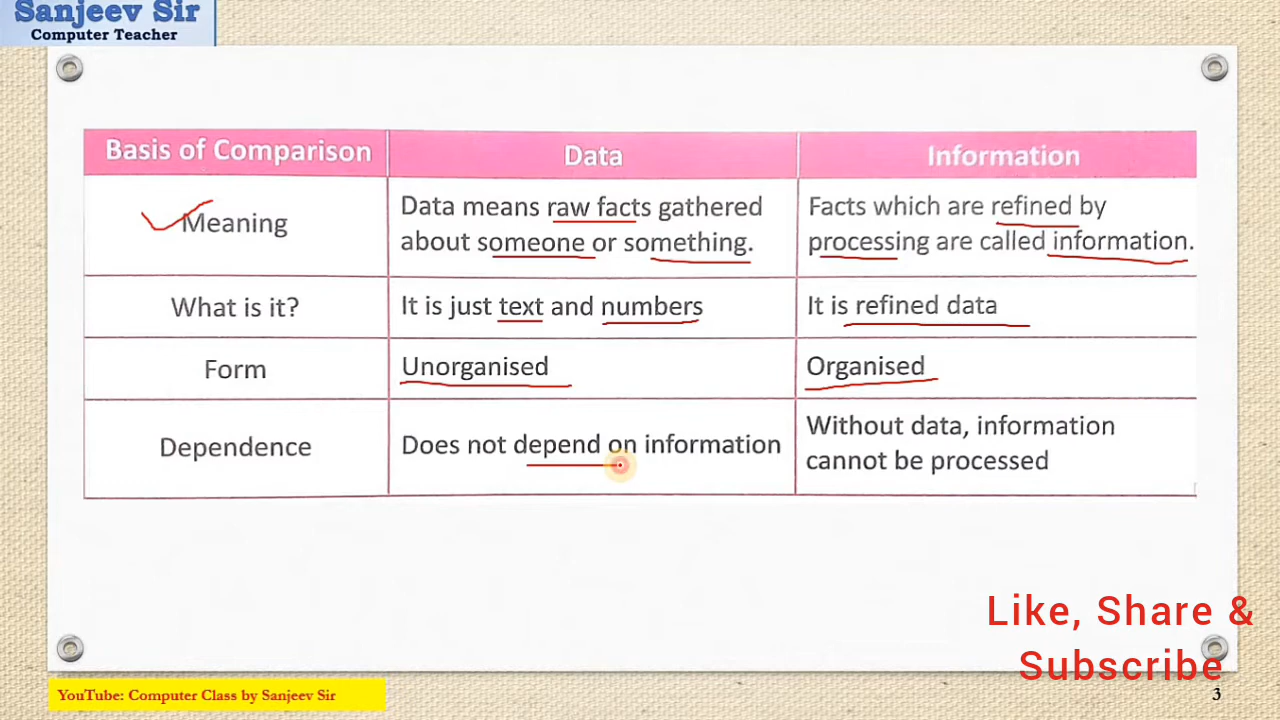 Sanjeev Sir
Computer Teacher
Basis of Comparison
Data
Information
Meaning
Data means raw facts gathered
about someone or something.
Facts which are refined by
processing are called information.
What is it?
It is just text and numbers
It is refined data
Form
Unorganised
Organised
Dependence
Does not depend on information
Without data, information
cannot be processed
Like, Share &
Subscribe
YouTube: Computer Class by Sanjeev Sir
3